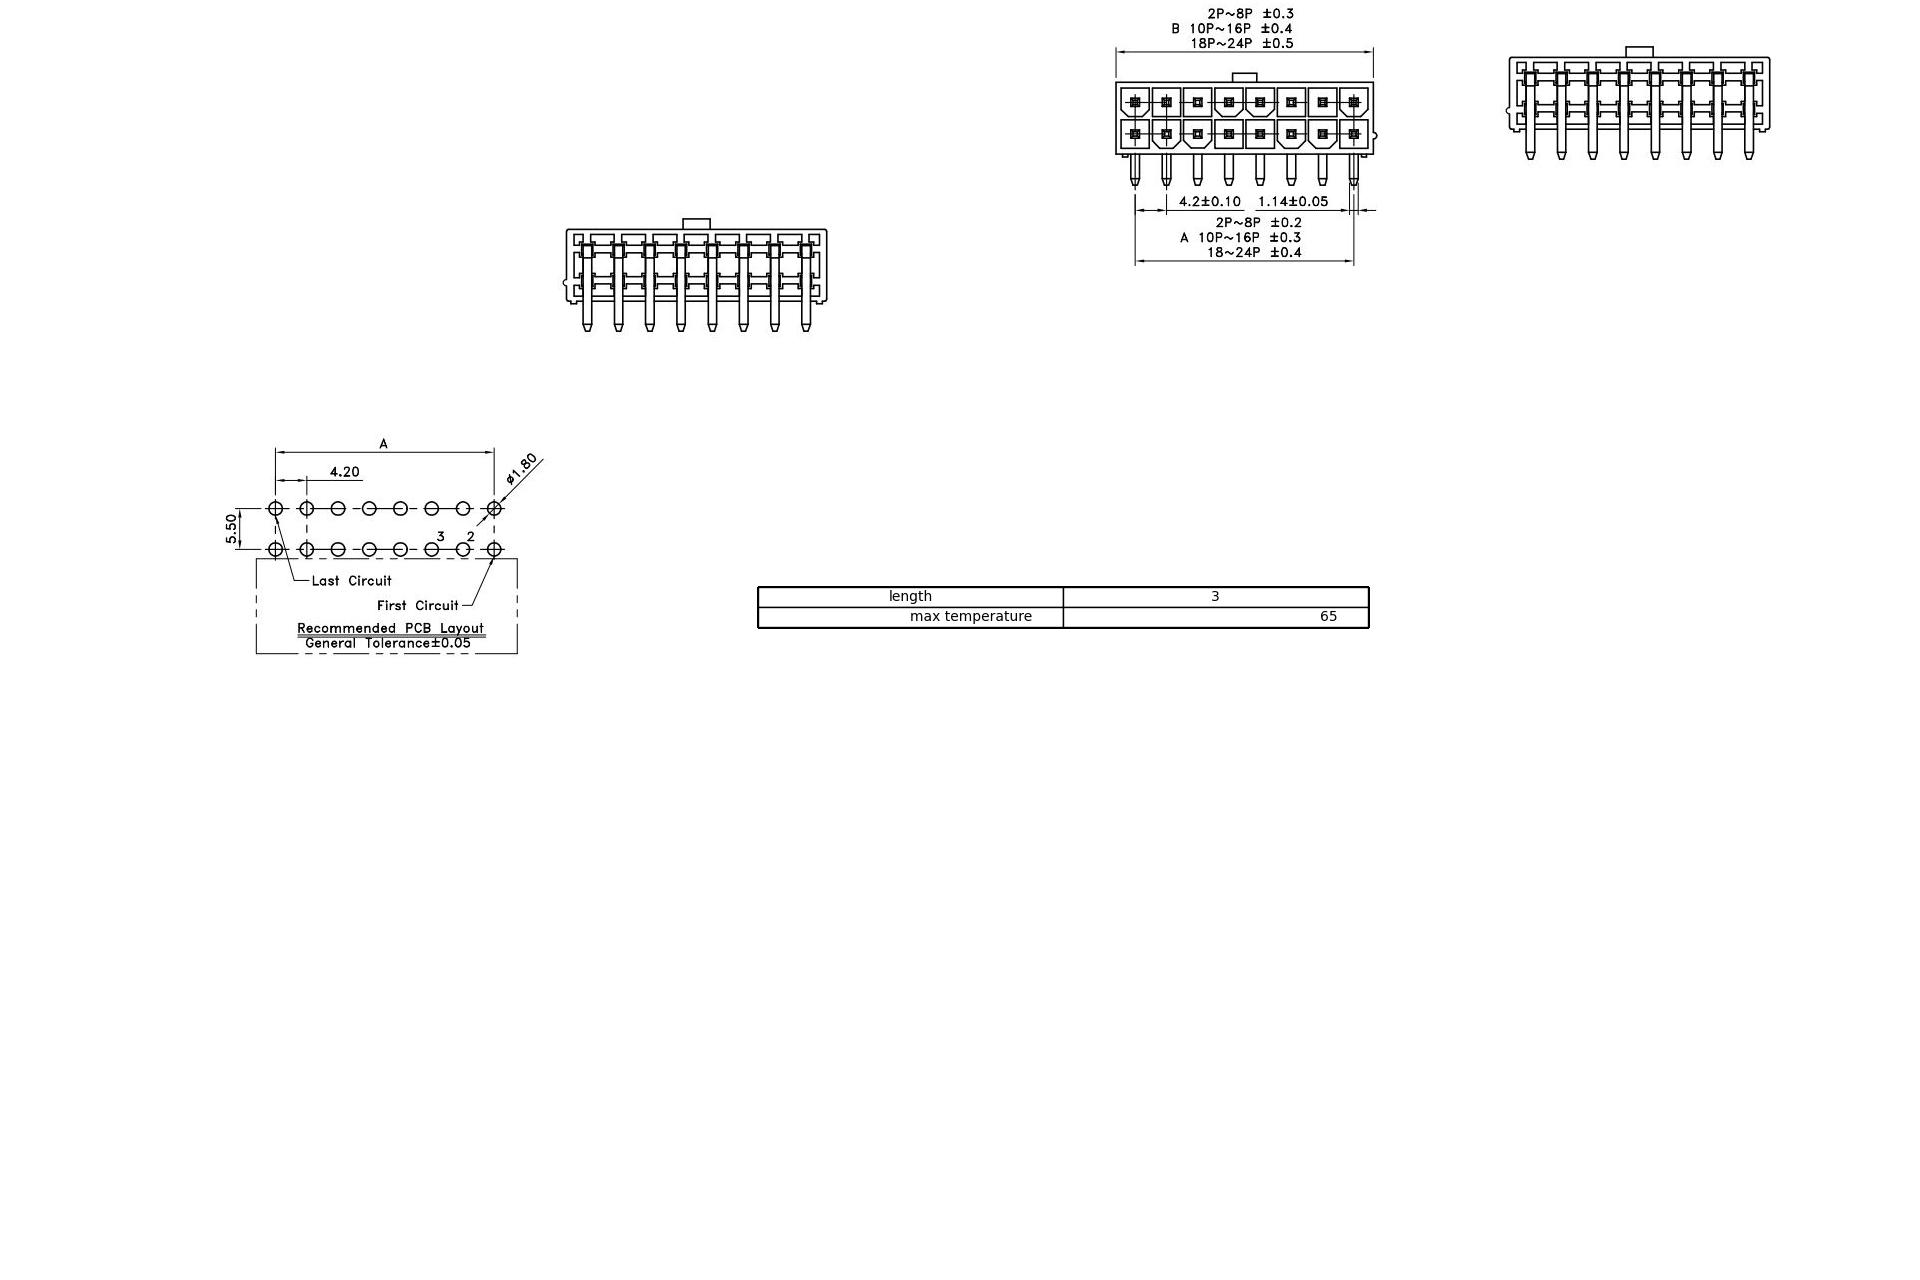 2P~8P ±0.3
B 10P~16P ±0.4
18P~24P ±0.5
4.2±0.10 1.14±0.05
2P~8P ±0.2
A 10P~16P ±0.3
18~24P ±0.4
A
4.20
ø1.80
5.50
3 2
Last Circuit
First Circuit
Recommended PCB Layout
General Tolerance±0.05
length 3
max temperature 65